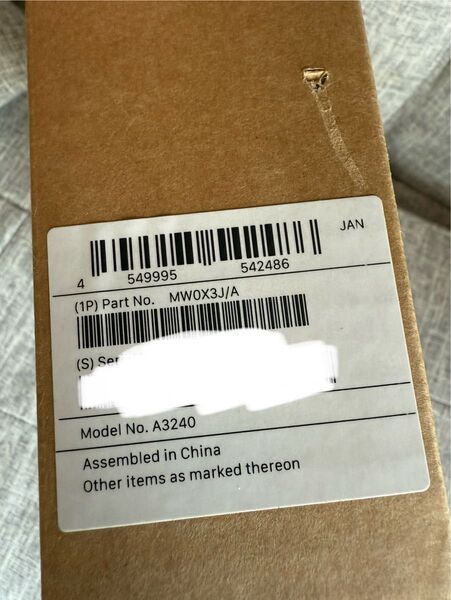 JAN
4 549995 542486
(1P) Part No. MW0X3J/A
(S) Ser
Model No. A3240
Assembled in China
Other items as marked thereon